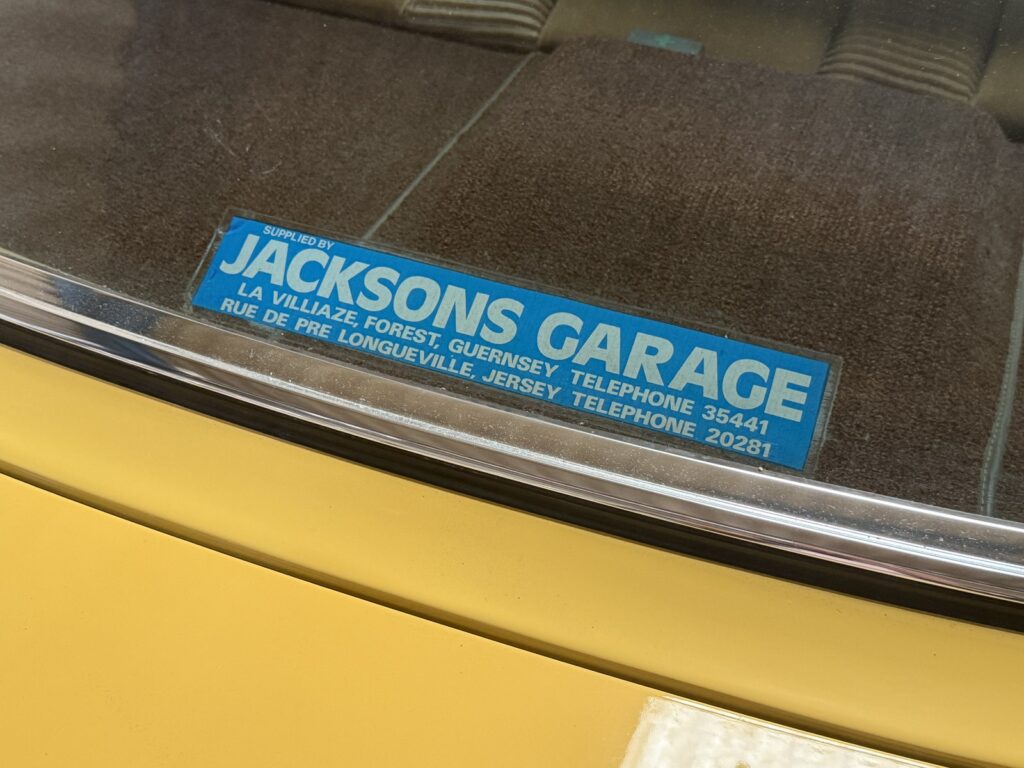 SUPPLIED BY
JACKSONS GARAGE
LA VILLIAZE, FOREST, GUERNSEY TELEPHONE 35441
RUE DE PRE LONGUEVILLE, JERSEY TELEPHONE 20281